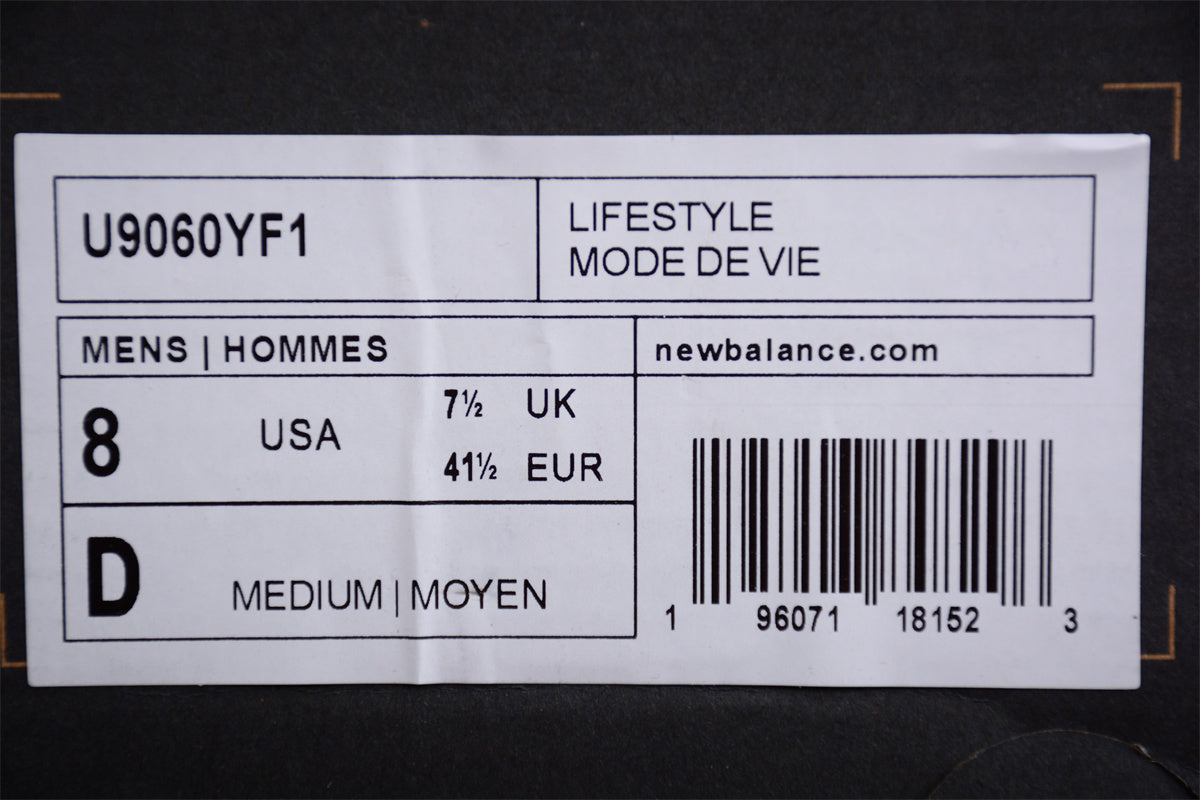 U9060YF1
LIFESTYLE
MODE DE VIE
MENS | HOMMES
newbalance.com
8 USA
7½ UK
41½ EUR
D MEDIUM | MOYEN
1 96071 18152 3